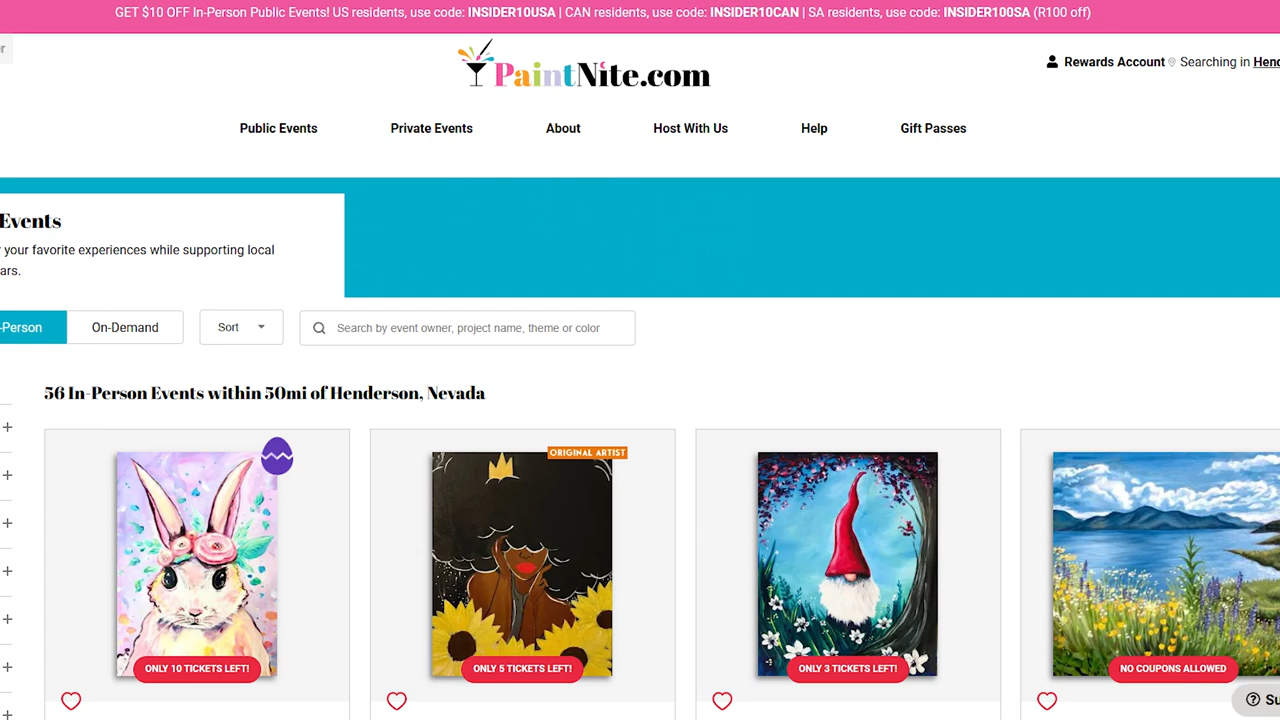 GET $10 OFF In-Person Public Events! US residents, use code: INSIDER10USA | CAN residents, use code: INSIDER10CAN | SA residents, use code: INSIDER100SA (R100 off)
PaintNite.com
Rewards Account Searching in Hend
Public Events Private Events About Host With Us Help Gift Passes
Events
your favorite experiences while supporting local
ars.
-Person On-Demand Sort Search by event owner, project name, theme or color
56 In-Person Events within 50mi of Henderson, Nevada
ORIGINAL ARTIST
ONLY 10 TICKETS LEFT! ONLY 5 TICKETS LEFT! ONLY 3 TICKETS LEFT! NO COUPONS ALLOWED
Su